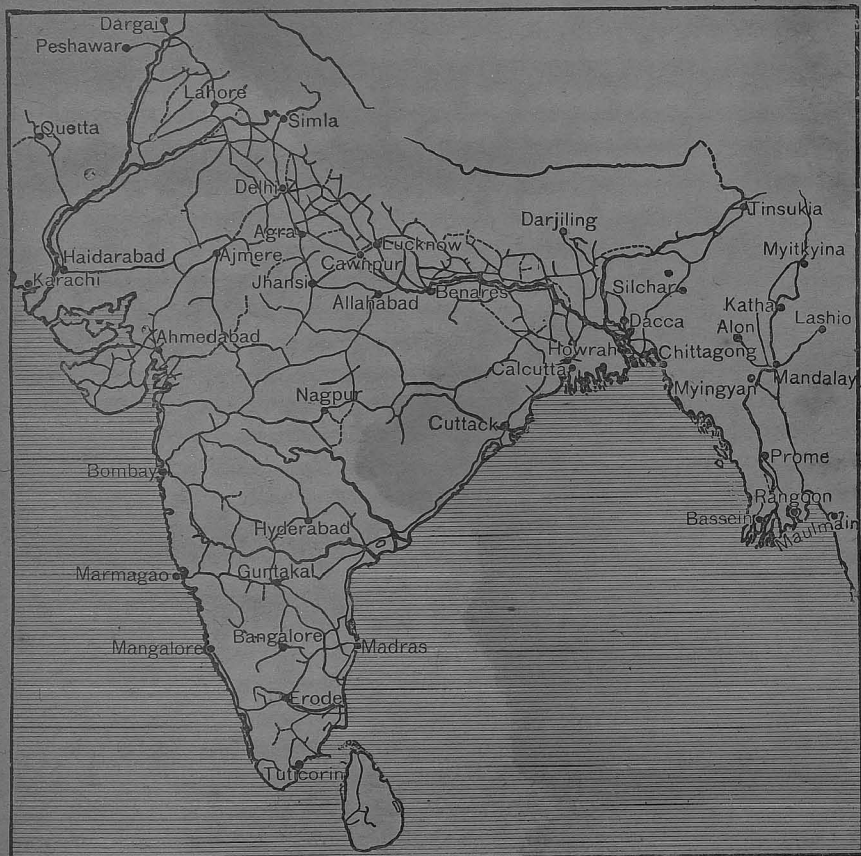 Dargai
Peshawar
Lahore
Simla
Quetta
Delhi
Agra
Lucknow
Darjiling
Tinsukia
Haidarabad
Ajmere
Cawnpur
Myitkyina
Karachi
Jhansi
Allahabad
Benares
Silchar
Katha
Lashio
Dacca
Alon
Ahmedabad
Howrah
Chittagong
Calcutta
Nagpur
Myingyan
Mandalay
Cuttack
Prome
Bombay
Rangoon
Hyderabad
Bassein
Maulmain
Marmagao
Guntakal
Bangalore
Mangalore
Madras
Erode
Tuticorin